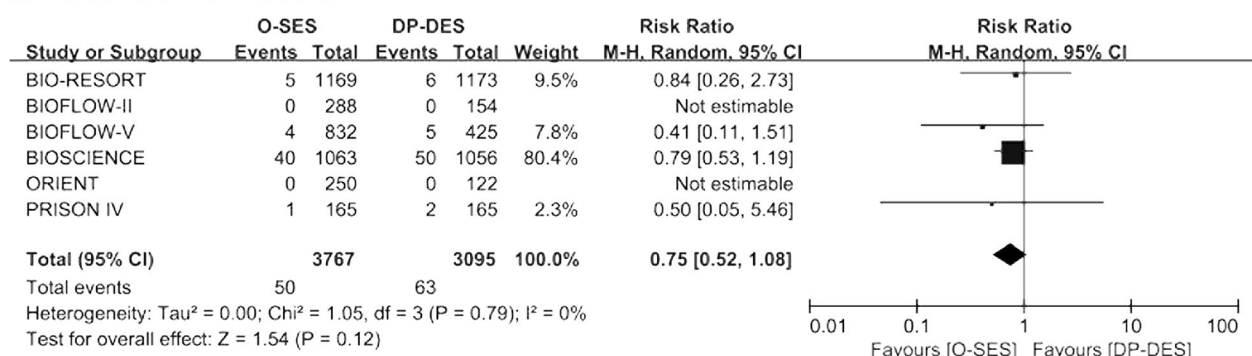 O-SES DP-DES Risk Ratio Risk Ratio
Study or Subgroup Events Total Events Total Weight M-H, Random, 95% CI M-H, Random, 95% CI
BIO-RESORT 5 1169 6 1173 9.5% 0.84 [0.26, 2.73]
BIOFLOW-II 0 288 0 154 Not estimable
BIOFLOW-V 4 832 5 425 7.8% 0.41 [0.11, 1.51]
BIOSCIENCE 40 1063 50 1056 80.4% 0.79 [0.53, 1.19]
ORIENT 0 250 0 122 Not estimable
PRISON IV 1 165 2 165 2.3% 0.50 [0.05, 5.46]
Total (95% CI) 3767 3095 100.0% 0.75 [0.52, 1.08]
Total events 50 63
Heterogeneity: Tau² = 0.00; Chi² = 1.05, df = 3 (P = 0.79); I² = 0%
Test for overall effect: Z = 1.54 (P = 0.12)
0.01 0.1 1 10 100
Favours [O-SES] Favours [DP-DES]